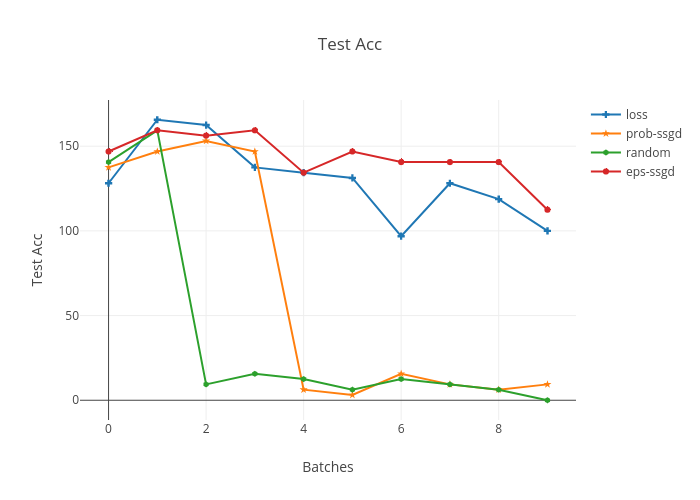 Test Acc
loss
prob-ssgd
random
eps-ssgd
Test Acc
150
100
50
0
0 2 4 6 8
Batches